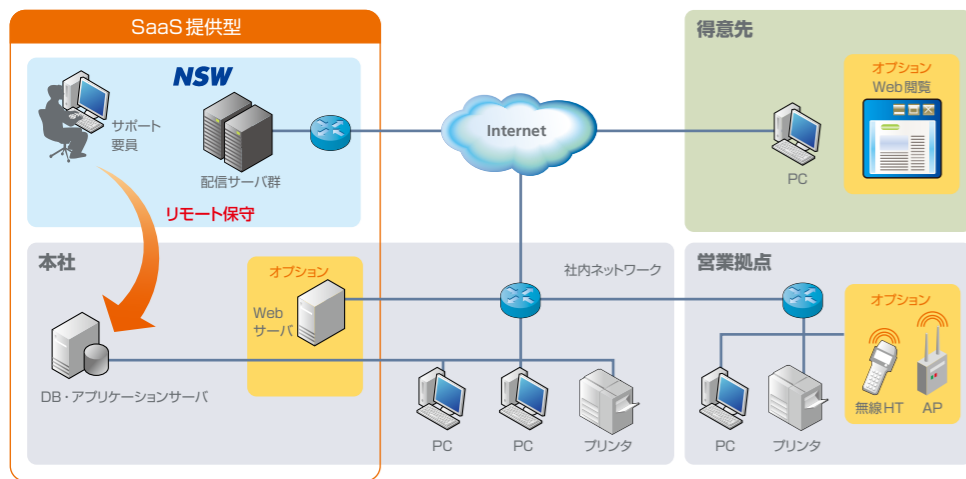 SaaS提供型
NSW
サポート
要員
配信サーバ群
リモート保守
Internet
得意先
オプション
Web閲覧
PC
本社
オプション
Web
サーバ
社内ネットワーク
DB・アプリケーションサーバ
PC
PC
プリンタ
営業拠点
オプション
PC
プリンタ
無線HT
AP